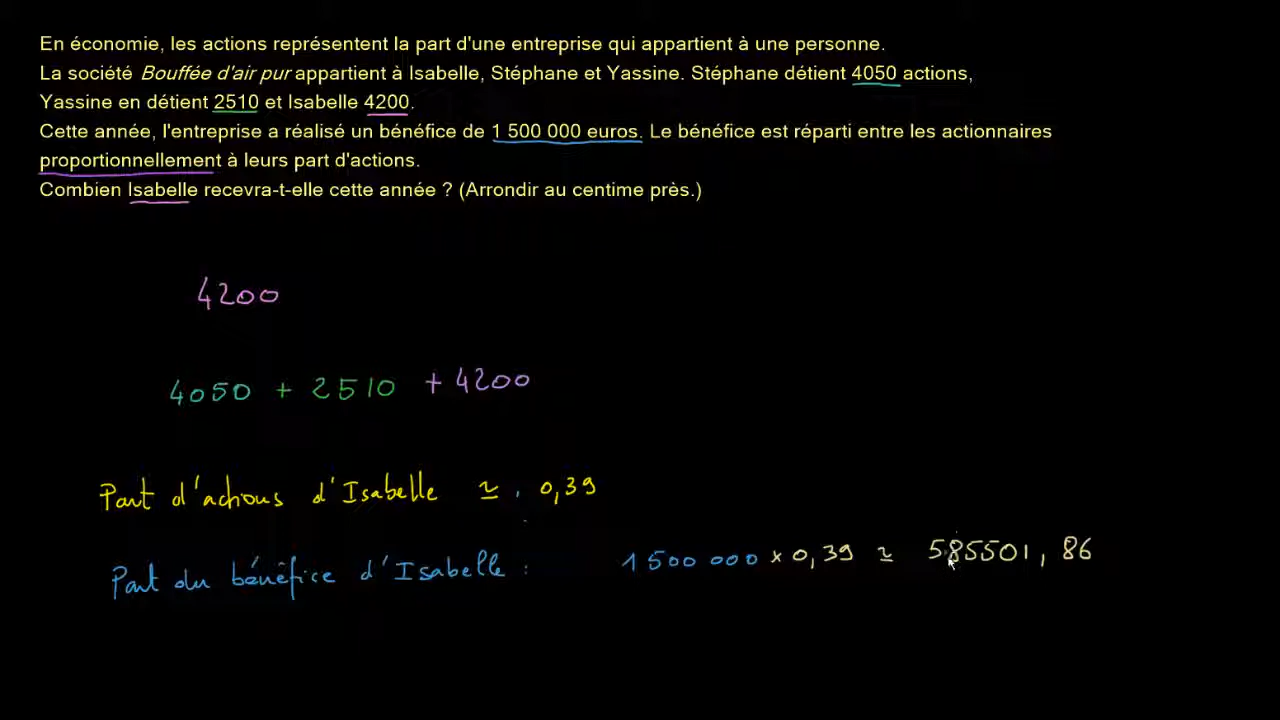 En économie, les actions représentent la part d'une entreprise qui appartient à une personne.
La société Bouffée d'air pur appartient à Isabelle, Stéphane et Yassine. Stéphane détient 4050 actions,
Yassine en détient 2510 et Isabelle 4200.
Cette année, l'entreprise a réalisé un bénéfice de 1 500 000 euros. Le bénéfice est réparti entre les actionnaires
proportionnellement à leurs part d'actions.
Combien Isabelle recevra-t-elle cette année ? (Arrondir au centime près.)
4200
4050 + 2510 + 4200
Part d'actions d'Isabelle ≃ 0,39
Part du bénéfice d'Isabelle : 1 500 000 × 0,39 ≃ 585501,86